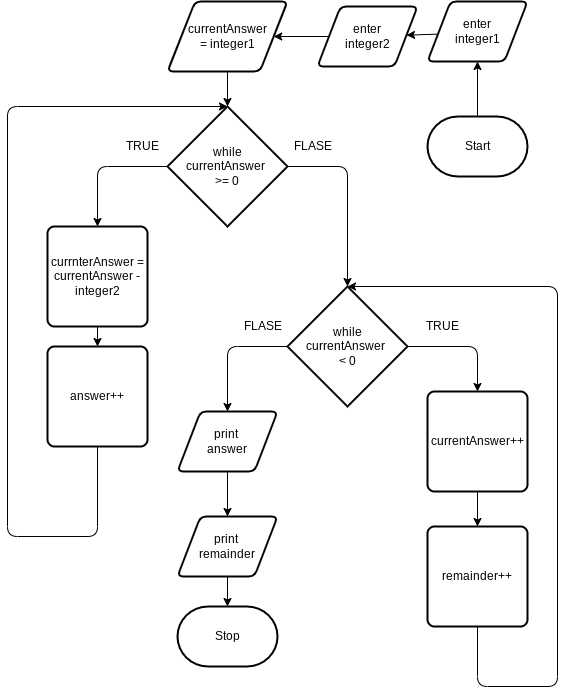 Start
enter
integer1
enter
integer2
currentAnswer
= integer1
while
currentAnswer
>= 0
TRUE
FLASE
currnterAnswer =
currentAnswer -
integer2
answer++
while
currentAnswer
< 0
FLASE
TRUE
print
answer
print
remainder
Stop
currentAnswer++
remainder++